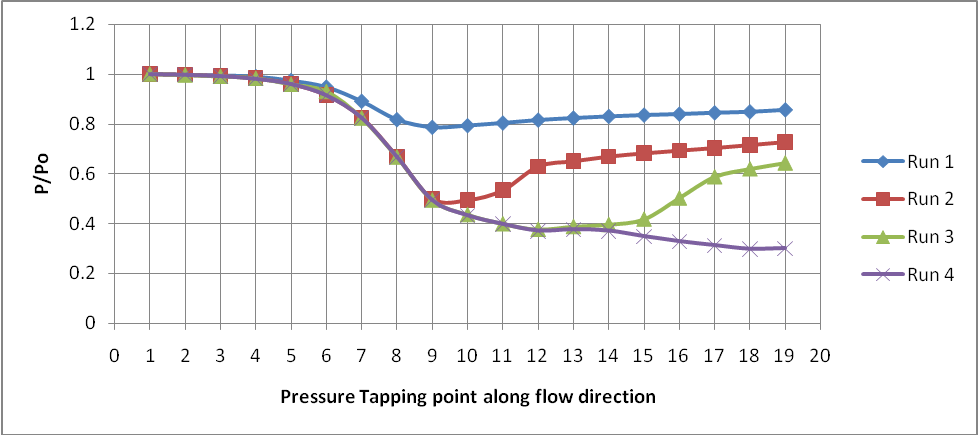 1.2
1
0.8
0.6
0.4
0.2
0
P/Po
0 1 2 3 4 5 6 7 8 9 10 11 12 13 14 15 16 17 18 19 20
Pressure Tapping point along flow direction
Run 1
Run 2
Run 3
Run 4